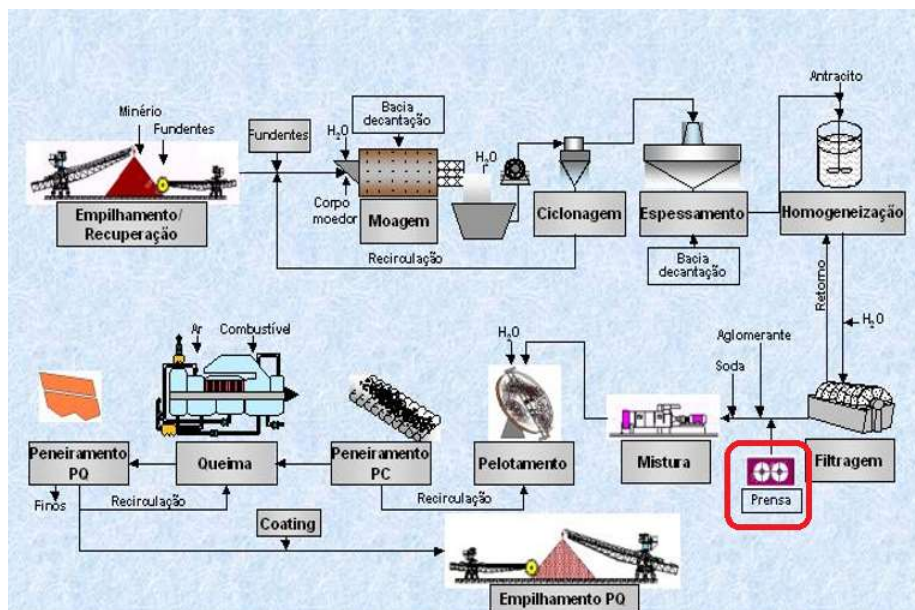 Minério
Fundentes
Empilhamento/
Recuperação
Fundentes
H₂O
Corpo
moedor
Bacia
decantação
Moagem
H₂O
Recirculação
Ciclonagem
Espessamento
Bacia
decantação
Antracito
Homogeneização
Retorno
H₂O
Filtragem
Aglomerante
Soda
Prensa
Mistura
H₂O
Pelotamento
Peneiramento
PC
Recirculação
Ar
Combustível
Queima
Recirculação
Peneiramento
PQ
Finos
Coating
Empilhamento PQ